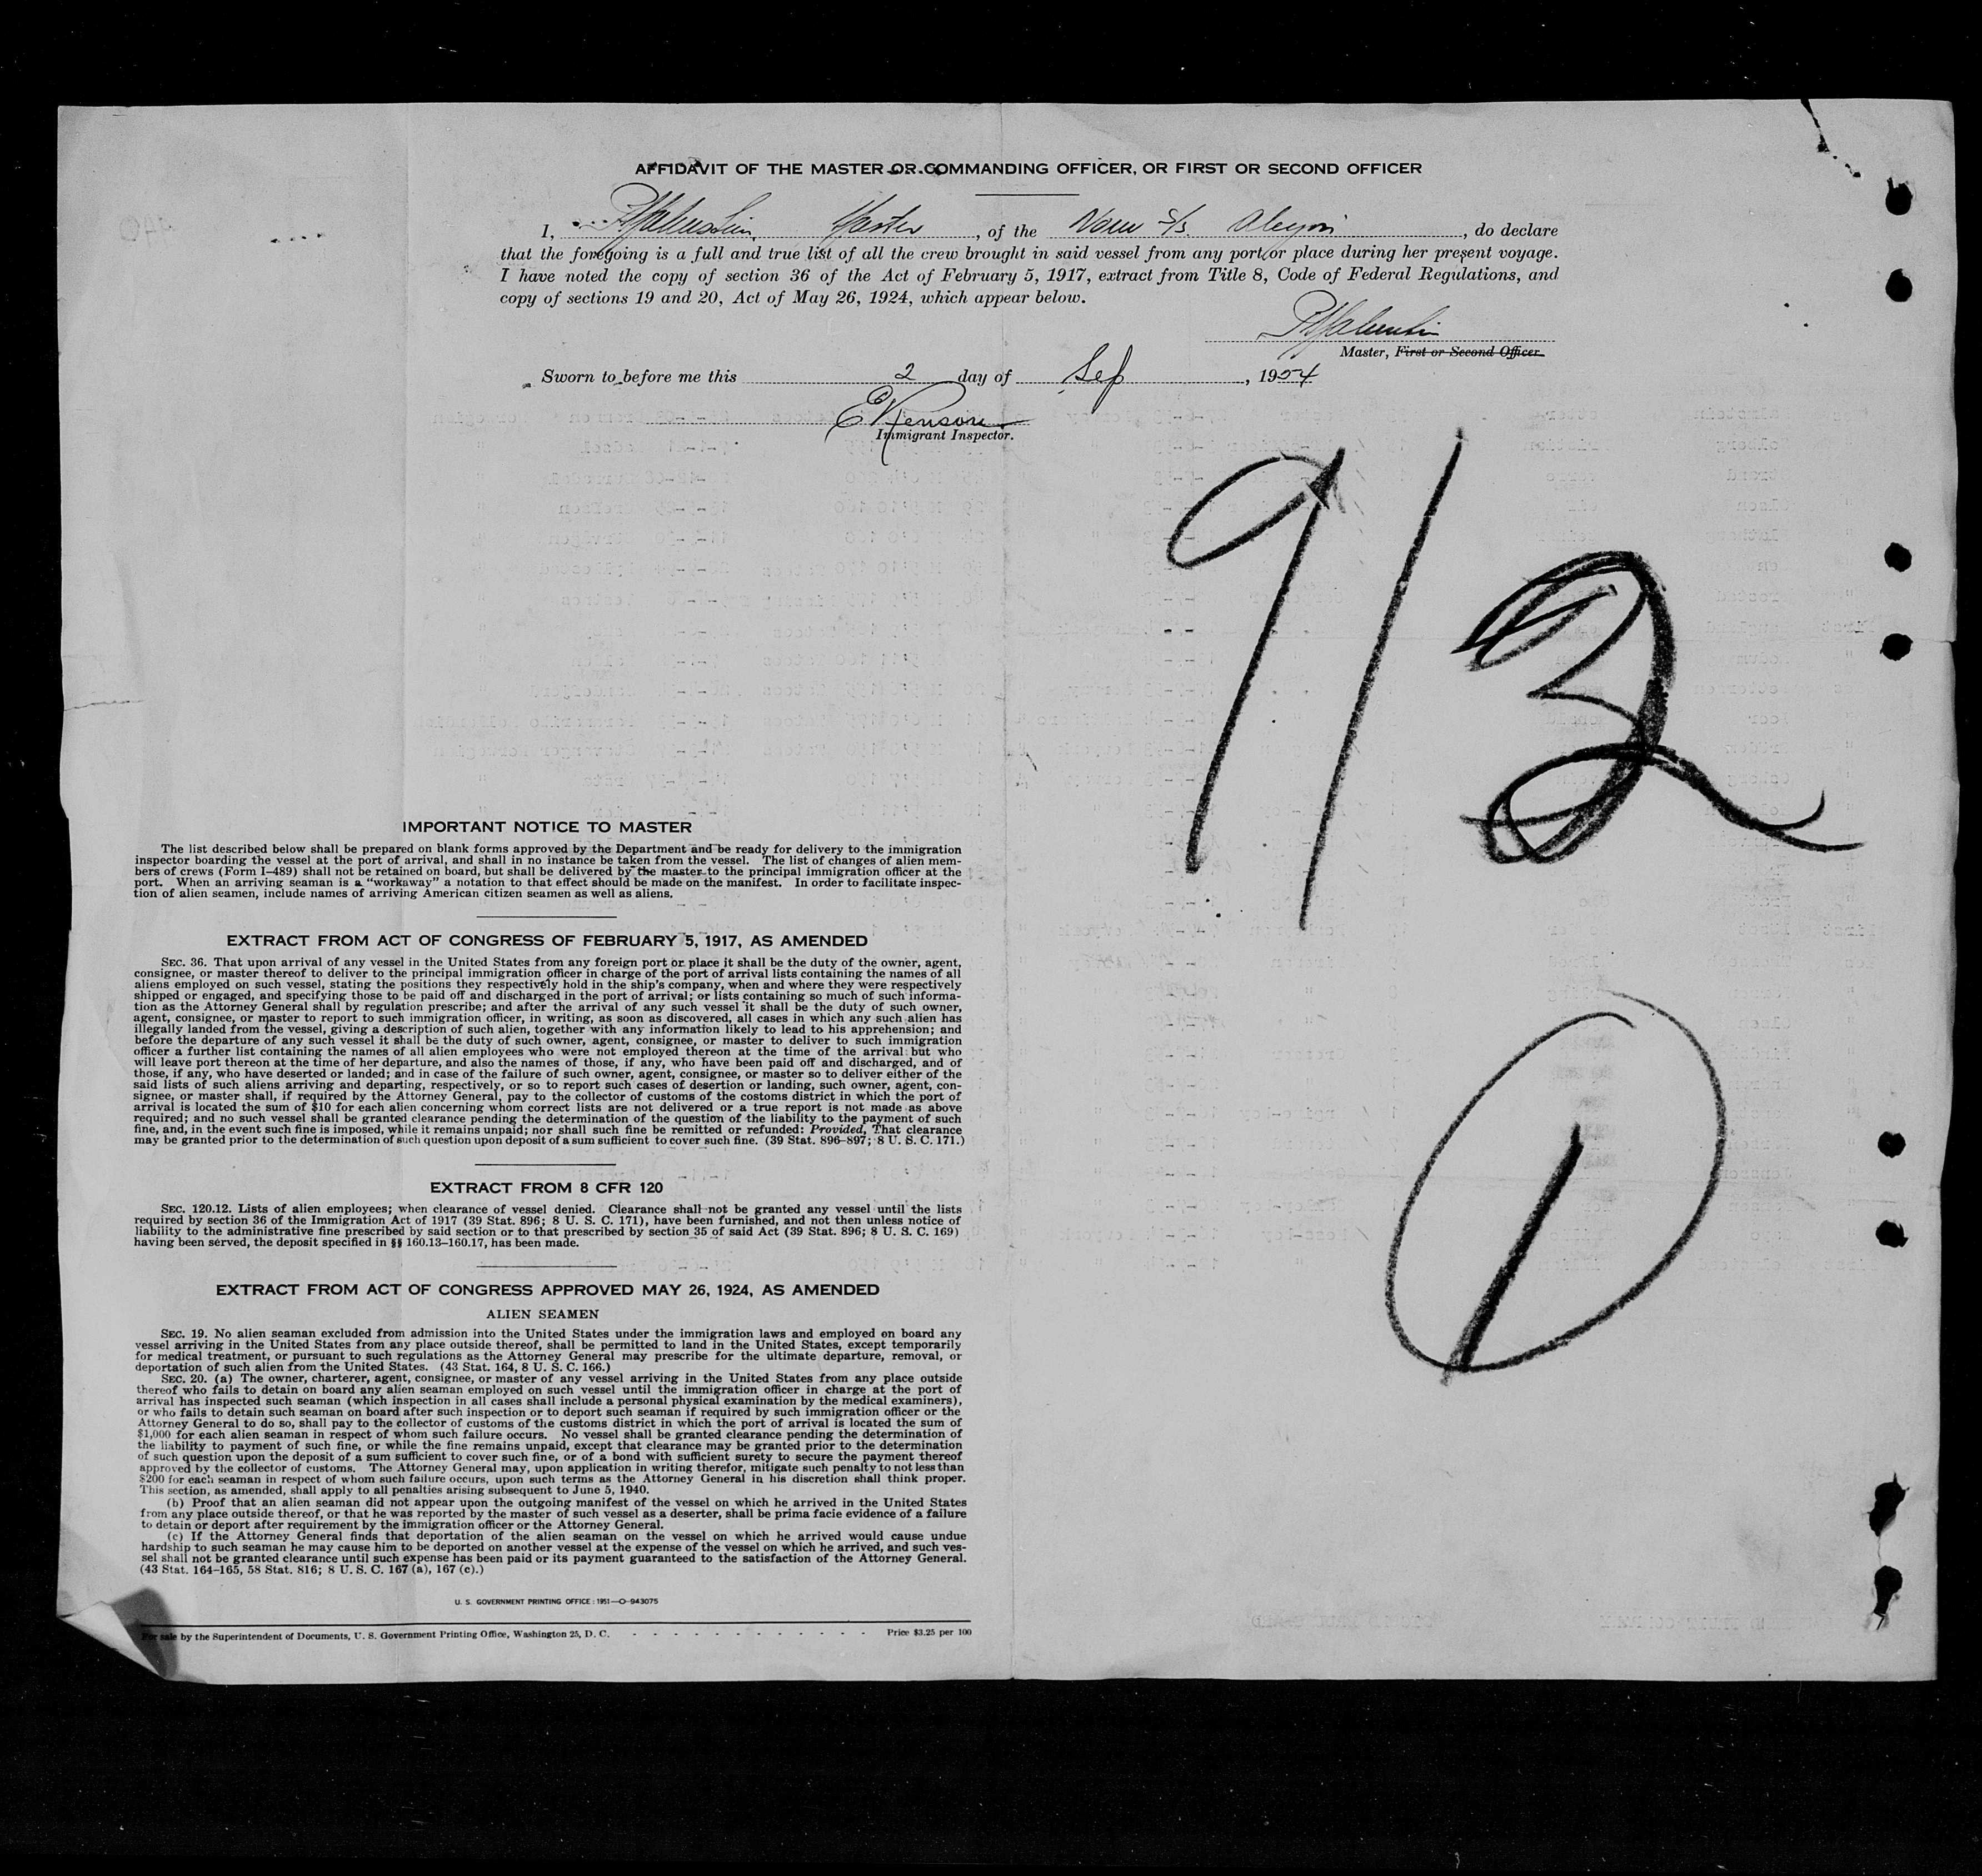 AFFIDAVIT OF THE MASTER OR COMMANDING OFFICER, OR FIRST OR SECOND OFFICER
I, Master, of the Norw S/s, do declare
that the foregoing is a full and true list of all the crew brought in said vessel from any port or place during her present voyage.
I have noted the copy of section 36 of the Act of February 5, 1917, extract from Title 8, Code of Federal Regulations, and
copy of sections 19 and 20, Act of May 26, 1924, which appear below.
Master, First or Second Officer.
Sworn to before me this 2 day of Sep, 1954
Immigrant Inspector.
9/2
1
IMPORTANT NOTICE TO MASTER
The list described below shall be prepared on blank forms approved by the Department and be ready for delivery to the immigration
inspector boarding the vessel at the port of arrival, and shall in no instance be taken from the vessel. The list of changes of alien mem-
bers of crews (Form I–489) shall not be retained on board, but shall be delivered by the master to the principal immigration officer at the
port. When an arriving seaman is a "workaway" a notation to that effect should be made on the manifest. In order to facilitate inspec-
tion of alien seamen, include names of arriving American citizen seamen as well as aliens.
EXTRACT FROM ACT OF CONGRESS OF FEBRUARY 5, 1917, AS AMENDED
SEC. 36. That upon arrival of any vessel in the United States from any foreign port or place it shall be the duty of the owner, agent,
consignee, or master thereof to deliver to the principal immigration officer in charge of the port of arrival lists containing the names of all
aliens employed on such vessel, stating the positions they respectively hold in the ship's company, when and where they were respectively
shipped or engaged, and specifying those to be paid off and discharged in the port of arrival; or lists containing so much of such informa-
tion as the Attorney General shall by regulation prescribe; and after the arrival of any such vessel it shall be the duty of such owner,
agent, consignee, or master to report to such immigration officer, in writing, as soon as discovered, all cases in which any such alien has
illegally landed from the vessel, giving a description of such alien, together with any information likely to lead to his apprehension; and
before the departure of any such vessel it shall be the duty of such owner, agent, consignee, or master to deliver to such immigration
officer a further list containing the names of all alien employees who were not employed thereon at the time of the arrival but who
will leave port thereon at the time of her departure, and also the names of those, if any, who have been paid off and discharged, and of
those, if any, who have deserted or landed; and in case of the failure of such owner, agent, consignee, or master so to deliver either of the
said lists of such aliens arriving and departing, respectively, or so to report such cases of desertion or landing, such owner, agent, con-
signee, or master shall, if required by the Attorney General, pay to the collector of customs of the costoms district in which the port of
arrival is located the sum of $10 for each alien concerning whom correct lists are not delivered or a true report is not made as above
required; and no such vessel shall be granted clearance pending the determination of the question of the liability to the payment of such
fine, and, in the event such fine is imposed, while it remains unpaid; nor shall such fine be remitted or refunded: Provided, That clearance
may be granted prior to the determination of such question upon deposit of a sum sufficient to cover such fine. (39 Stat. 896–897; 8 U. S. C. 171.)
EXTRACT FROM 8 CFR 120
SEC. 120.12. Lists of alien employees; when clearance of vessel denied. Clearance shall not be granted any vessel until the lists
required by section 36 of the Immigration Act of 1917 (39 Stat. 896; 8 U. S. C. 171), have been furnished, and not then unless notice of
liability to the administrative fine prescribed by said section or to that prescribed by section 35 of said Act (39 Stat. 896; 8 U. S. C. 169)
having been served, the deposit specified in §§ 160.13–160.17, has been made.
EXTRACT FROM ACT OF CONGRESS APPROVED MAY 26, 1924, AS AMENDED
ALIEN SEAMEN
SEC. 19. No alien seaman excluded from admission into the United States under the immigration laws and employed on board any
vessel arriving in the United States from any place outside thereof, shall be permitted to land in the United States, except temporarily
for medical treatment, or pursuant to such regulations as the Attorney General may prescribe for the ultimate departure, removal, or
deportation of such alien from the United States. (43 Stat. 164, 8 U. S. C. 166.)
SEC. 20. (a) The owner, charterer, agent, consignee, or master of any vessel arriving in the United States from any place outside
thereof who fails to detain on board any alien seaman employed on such vessel until the immigration officer in charge at the port of
arrival has inspected such seaman (which inspection in all cases shall include a personal physical examination by the medical examiners),
or who fails to detain such seaman on board after such inspection or to deport such seaman if required by such immigration officer or the
Attorney General to do so, shall pay to the collector of customs of the customs district in which the port of arrival is located the sum of
$1,000 for each alien seaman in respect of whom such failure occurs. No vessel shall be granted clearance pending the determination of
the liability to payment of such fine, or while the fine remains unpaid, except that clearance may be granted prior to the determination
of such question upon the deposit of a sum sufficient to cover such fine, or of a bond with sufficient surety to secure the payment thereof
approved by the collector of customs. The Attorney General may, upon application in writing therefor, mitigate such penalty to not less than
$200 for each seaman in respect of whom such failure occurs, upon such terms as the Attorney General in his discretion shall think proper.
This section, as amended, shall apply to all penalties arising subsequent to June 5, 1940.
(b) Proof that an alien seaman did not appear upon the outgoing manifest of the vessel on which he arrived in the United States
from any place outside thereof, or that he was reported by the master of such vessel as a deserter, shall be prima facie evidence of a failure
to detain or deport after requirement by the immigration officer or the Attorney General.
(c) If the Attorney General finds that deportation of the alien seaman on the vessel on which he arrived would cause undue
hardship to such seaman he may cause him to be deported on another vessel at the expense of the vessel on which he arrived, and such ves-
sel shall not be granted clearance until such expense has been paid or its payment guaranteed to the satisfaction of the Attorney General.
(43 Stat. 164–165, 58 Stat. 816; 8 U. S. C. 167 (a), 167 (c).)
U. S. GOVERNMENT PRINTING OFFICE : 1951—O–943075
For sale by the Superintendent of Documents, U. S. Government Printing Office, Washington 25, D. C. - - - - - - - - - - - - Price $3.25 per 100